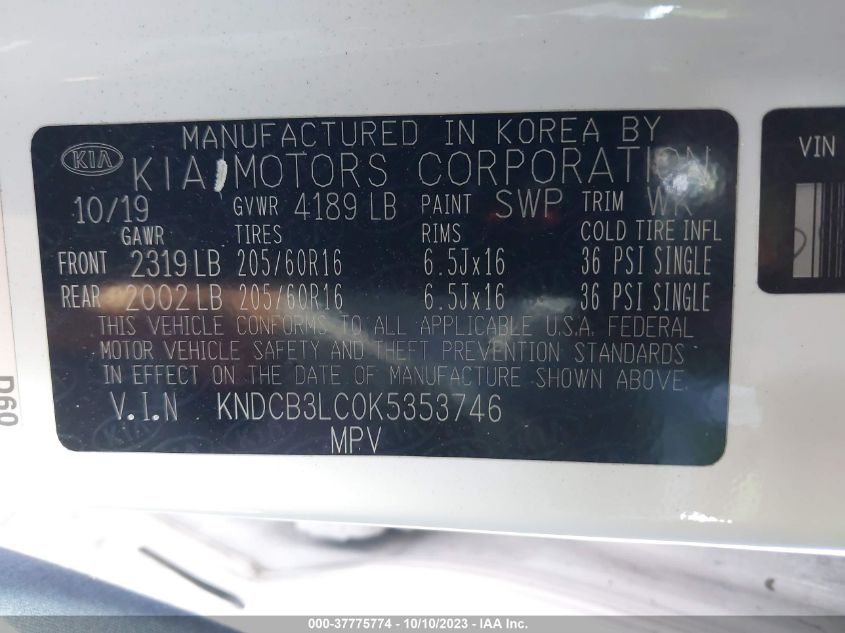 MANUFACTURED IN KOREA BY
KIA KIA MOTORS CORPORATION
10/19 GVWR 4189 LB PAINT SWP TRIM WK
GAWR TIRES RIMS COLD TIRE INFL
FRONT 2319 LB 205/60R16 6.5Jx16 36 PSI SINGLE
REAR 2002 LB 205/60R16 6.5Jx16 36 PSI SINGLE
THIS VEHICLE CONFORMS TO ALL APPLICABLE U.S.A. FEDERAL
MOTOR VEHICLE SAFETY AND THEFT PREVENTION STANDARDS
IN EFFECT ON THE DATE OF MANUFACTURE SHOWN ABOVE.
V.I.N KNDCB3LC0K5353746
MPV
VIN
D60
000-37775774 - 10/10/2023 - IAA Inc.